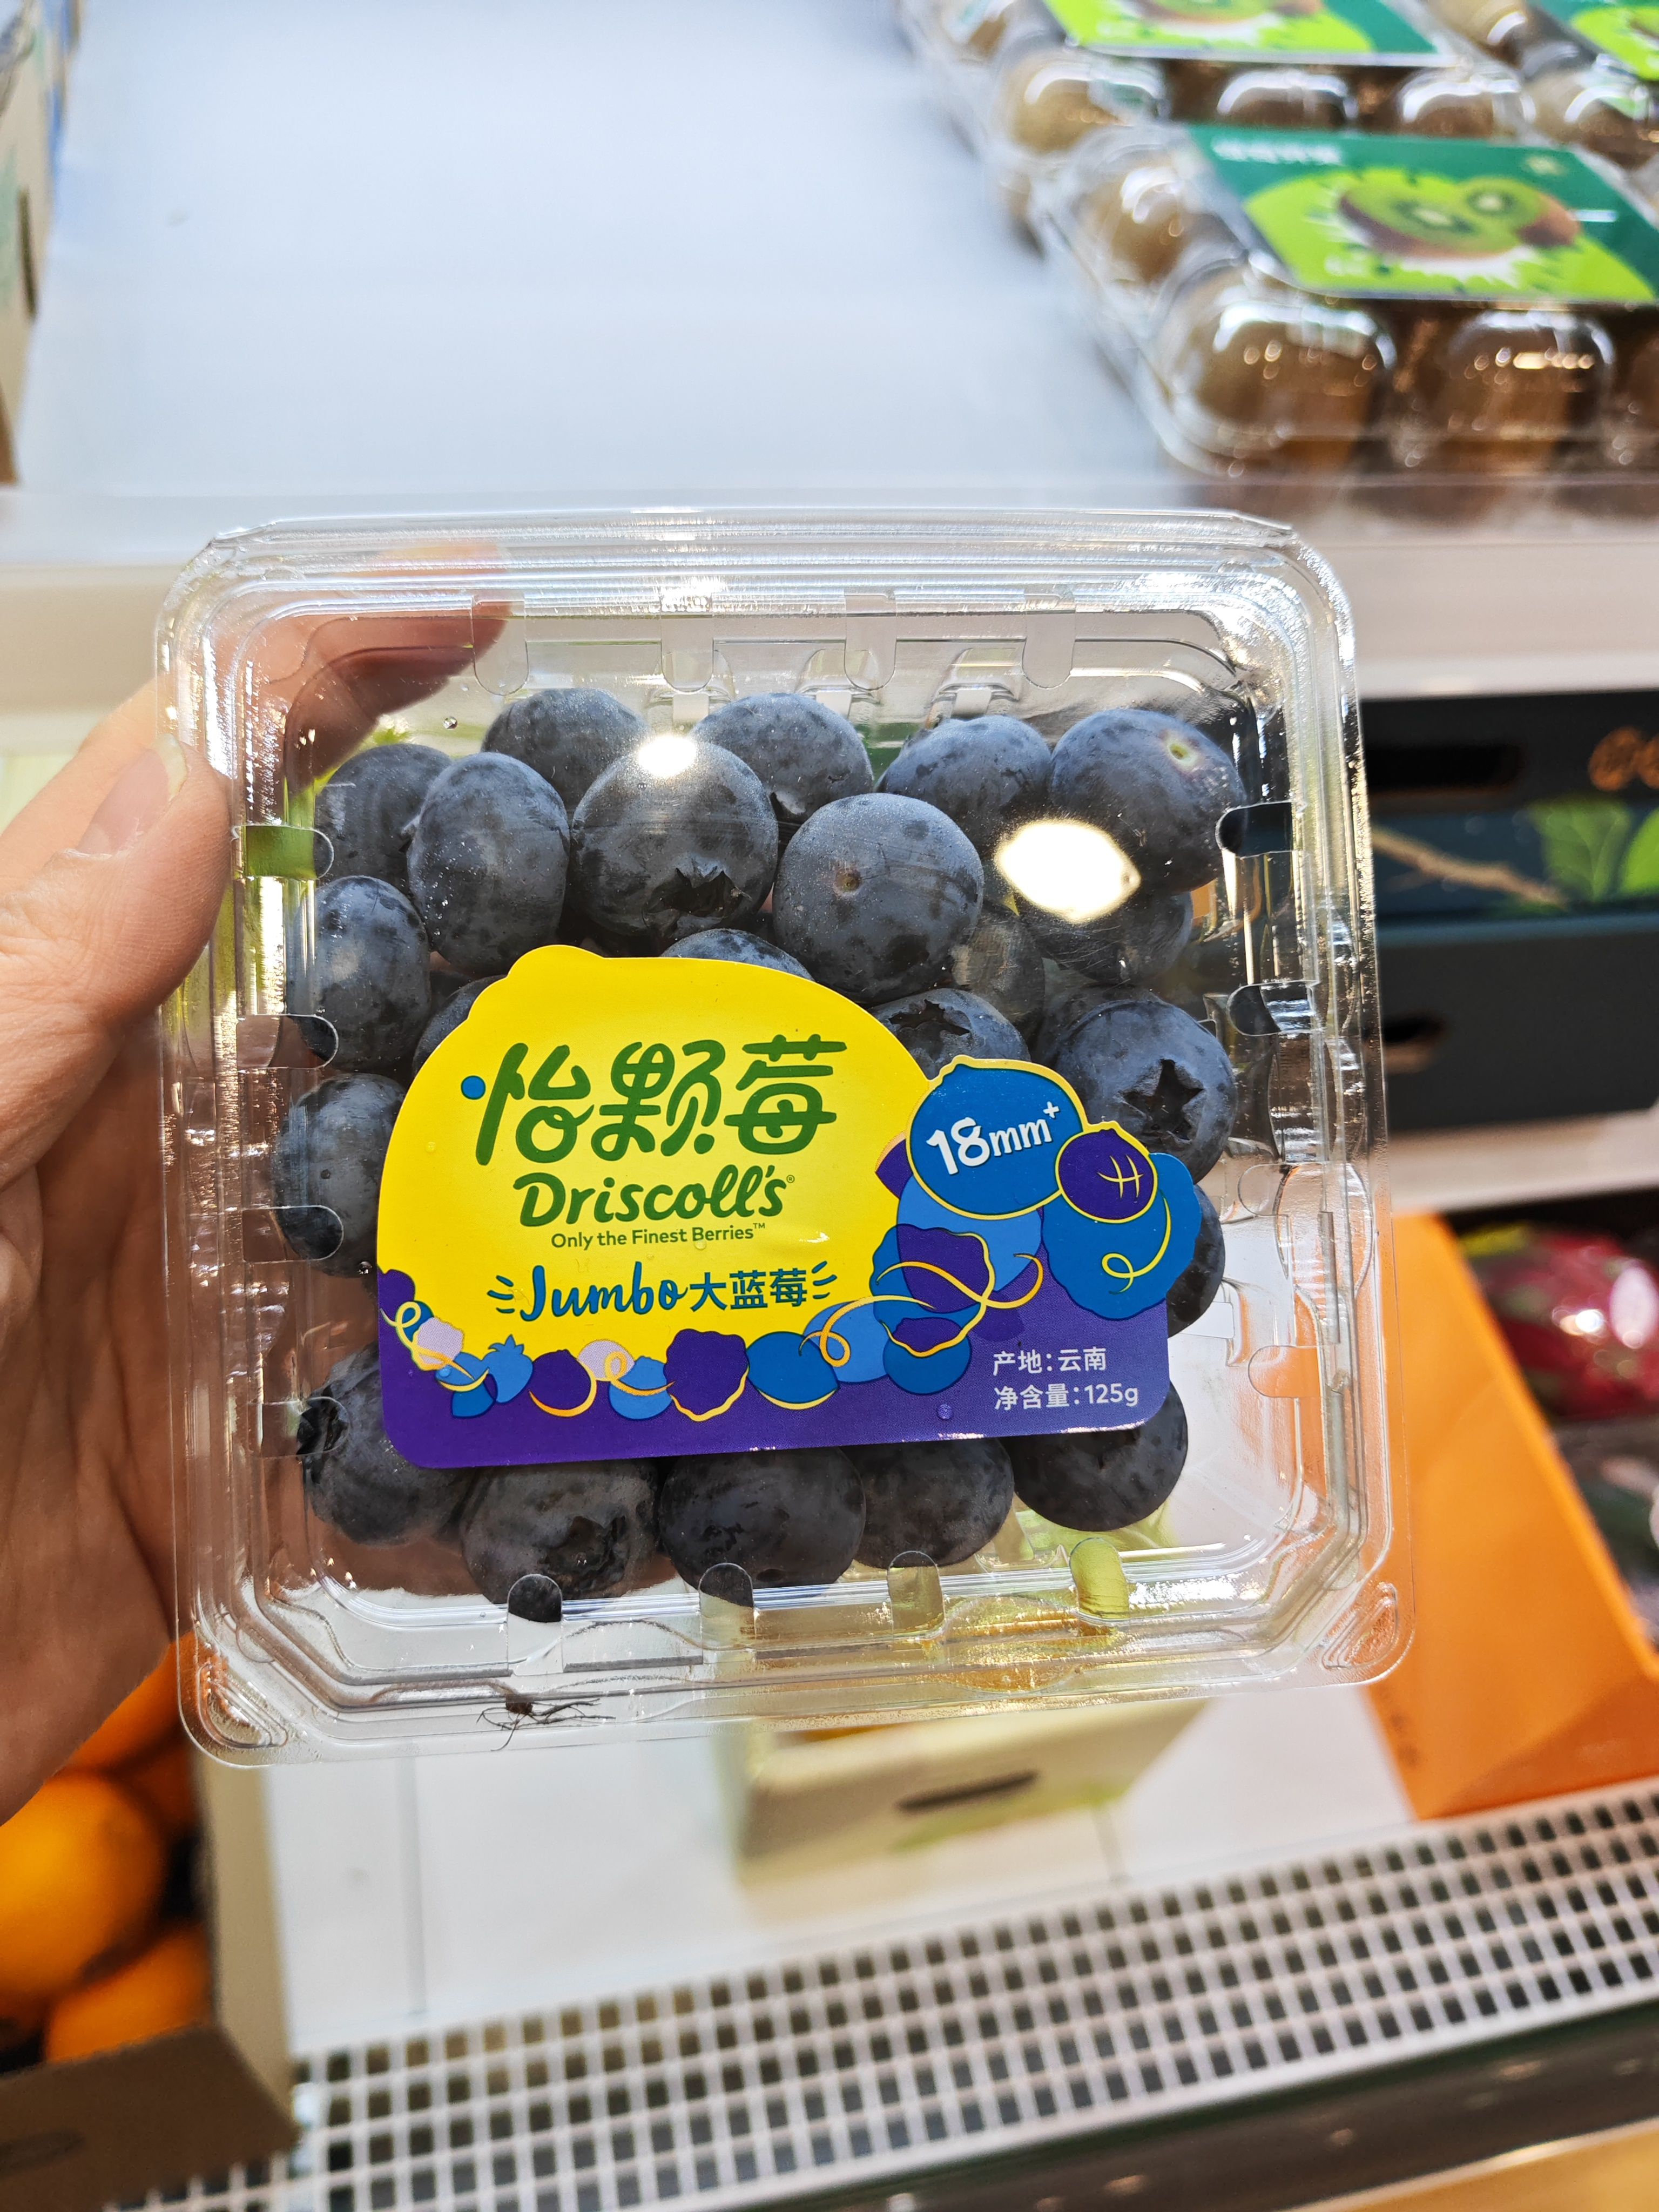 怡颗莓
Driscoll's®
Only the Finest Berries™
Jumbo大蓝莓
18mm+
产地:云南
净含量:125g